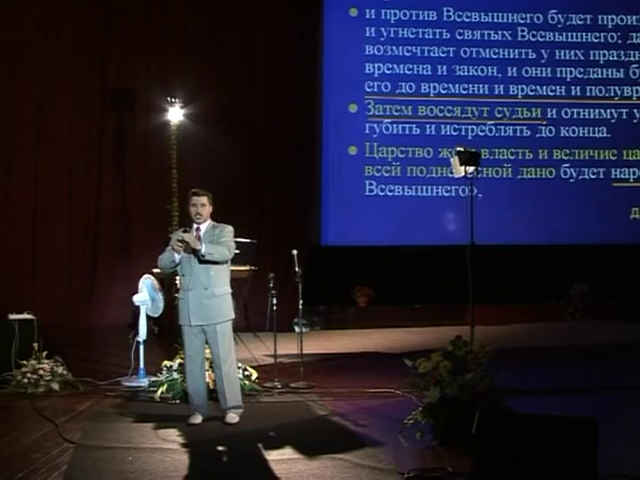 и против Всевышнего будет прои
и угнетать святых Всевышнего; да
возмечтает отменить у них праздн
времена и закон, и они преданы б
его до времени и времен и полувр
Затем воссядут судьи и отнимут у
губить и истреблять до конца.
Царство же власть и величие ца
всей поднебесной дано будет нар
Всевышнего»,